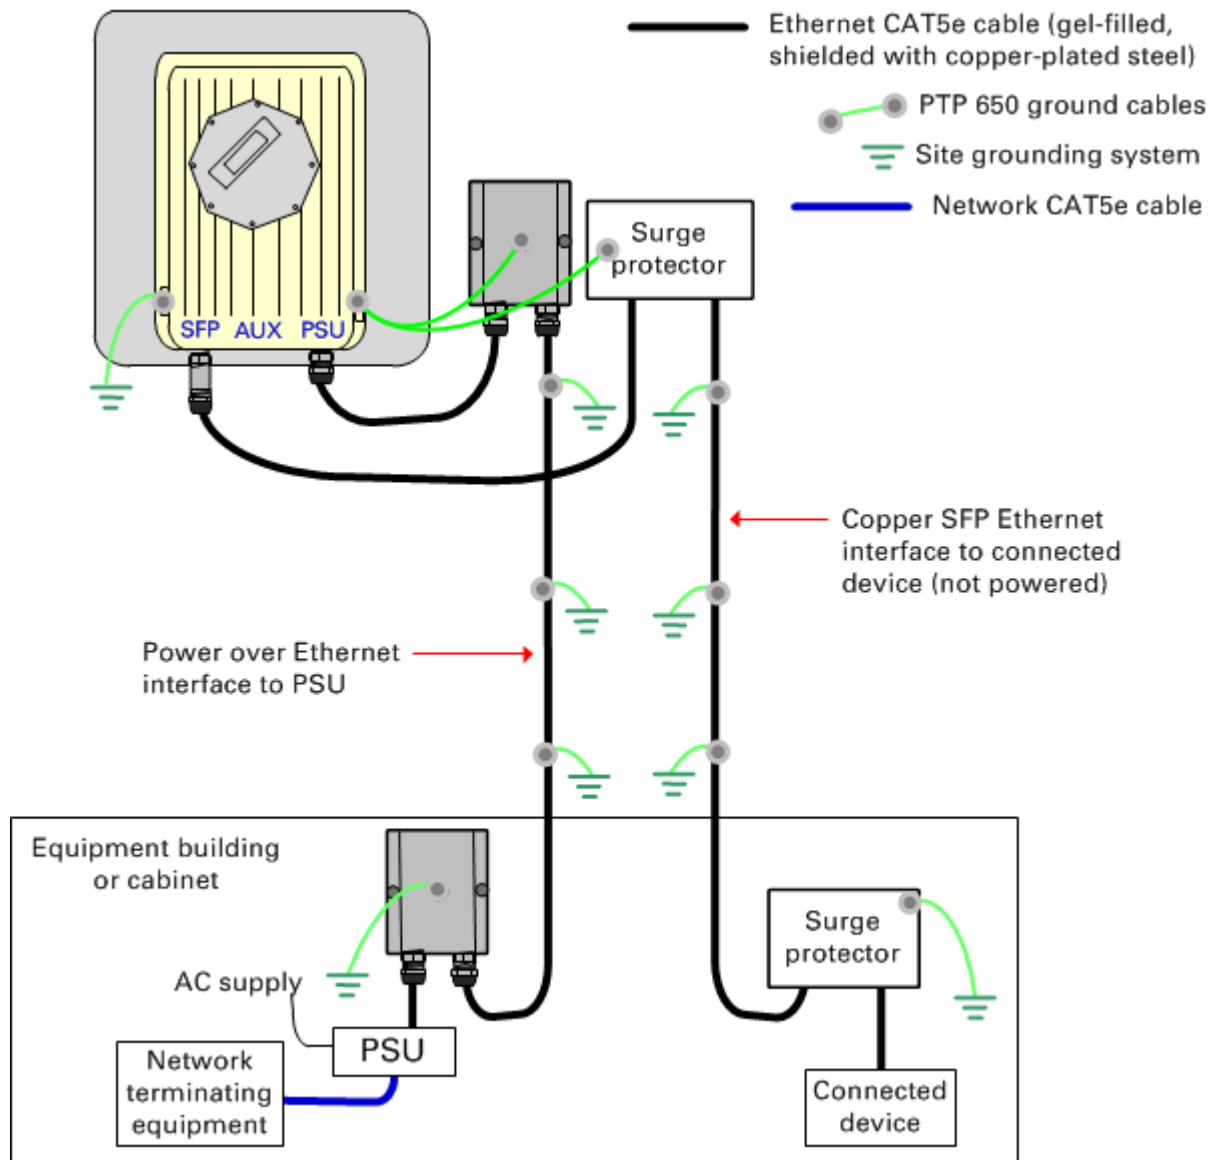 Ethernet CAT5e cable (gel-filled,
shielded with copper-plated steel)
PTP 650 ground cables
Site grounding system
Network CAT5e cable
Surge
protector
SFP AUX PSU
Copper SFP Ethernet
interface to connected
device (not powered)
Power over Ethernet
interface to PSU
Equipment building
or cabinet
Surge
protector
AC supply
PSU
Network
terminating
equipment
Connected
device